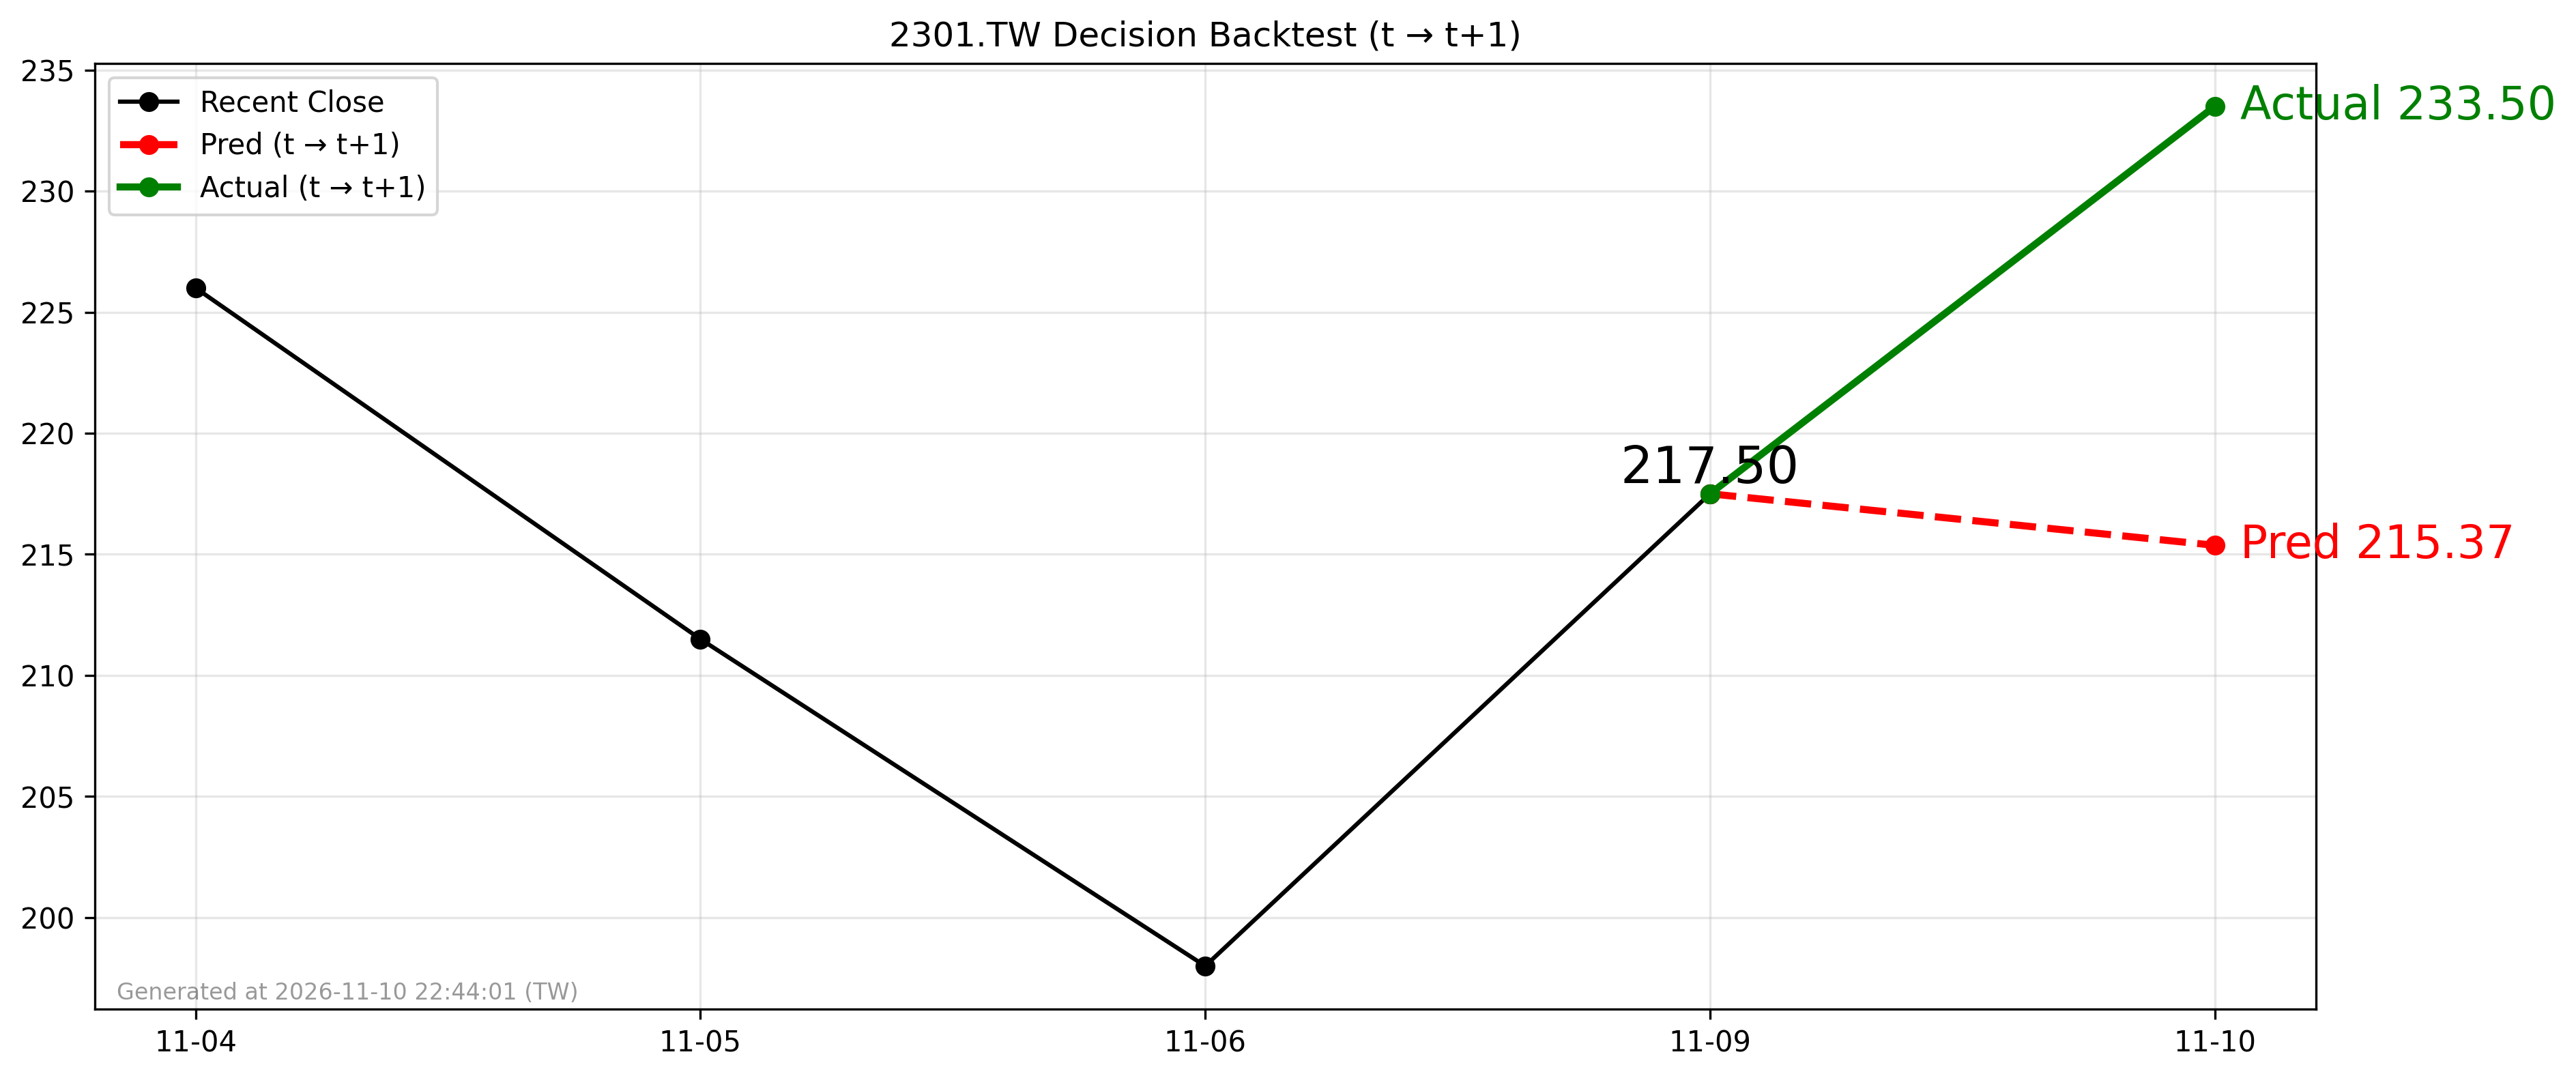 2301.TW Decision Backtest (t → t+1)
235
230
225
220
215
210
205
200
Recent Close
Pred (t → t+1)
Actual (t → t+1)
Actual 233.50
217.50
Pred 215.37
Generated at 2026-11-10 22:44:01 (TW)
11-04
11-05
11-06
11-09
11-10